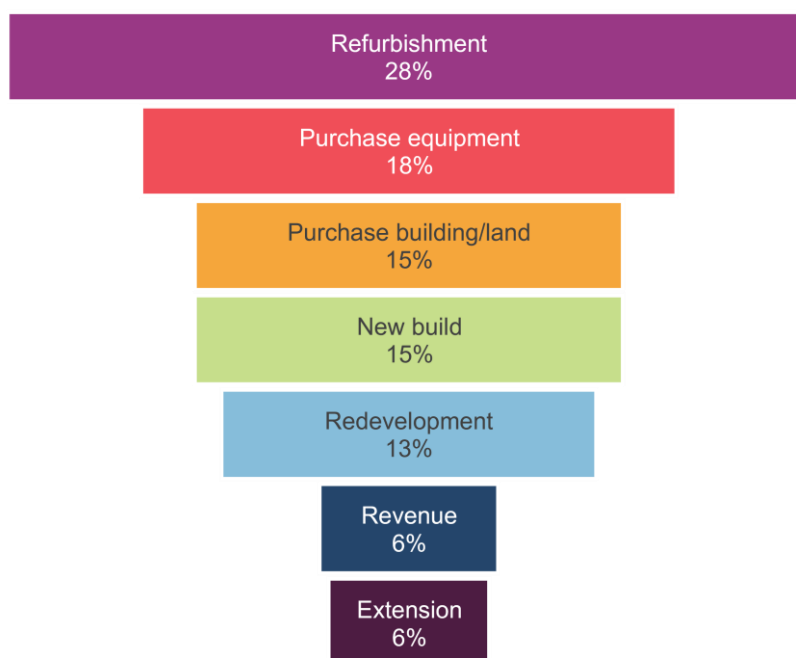 Refurbishment
28%
Purchase equipment
18%
Purchase building/land
15%
New build
15%
Redevelopment
13%
Revenue
6%
Extension
6%